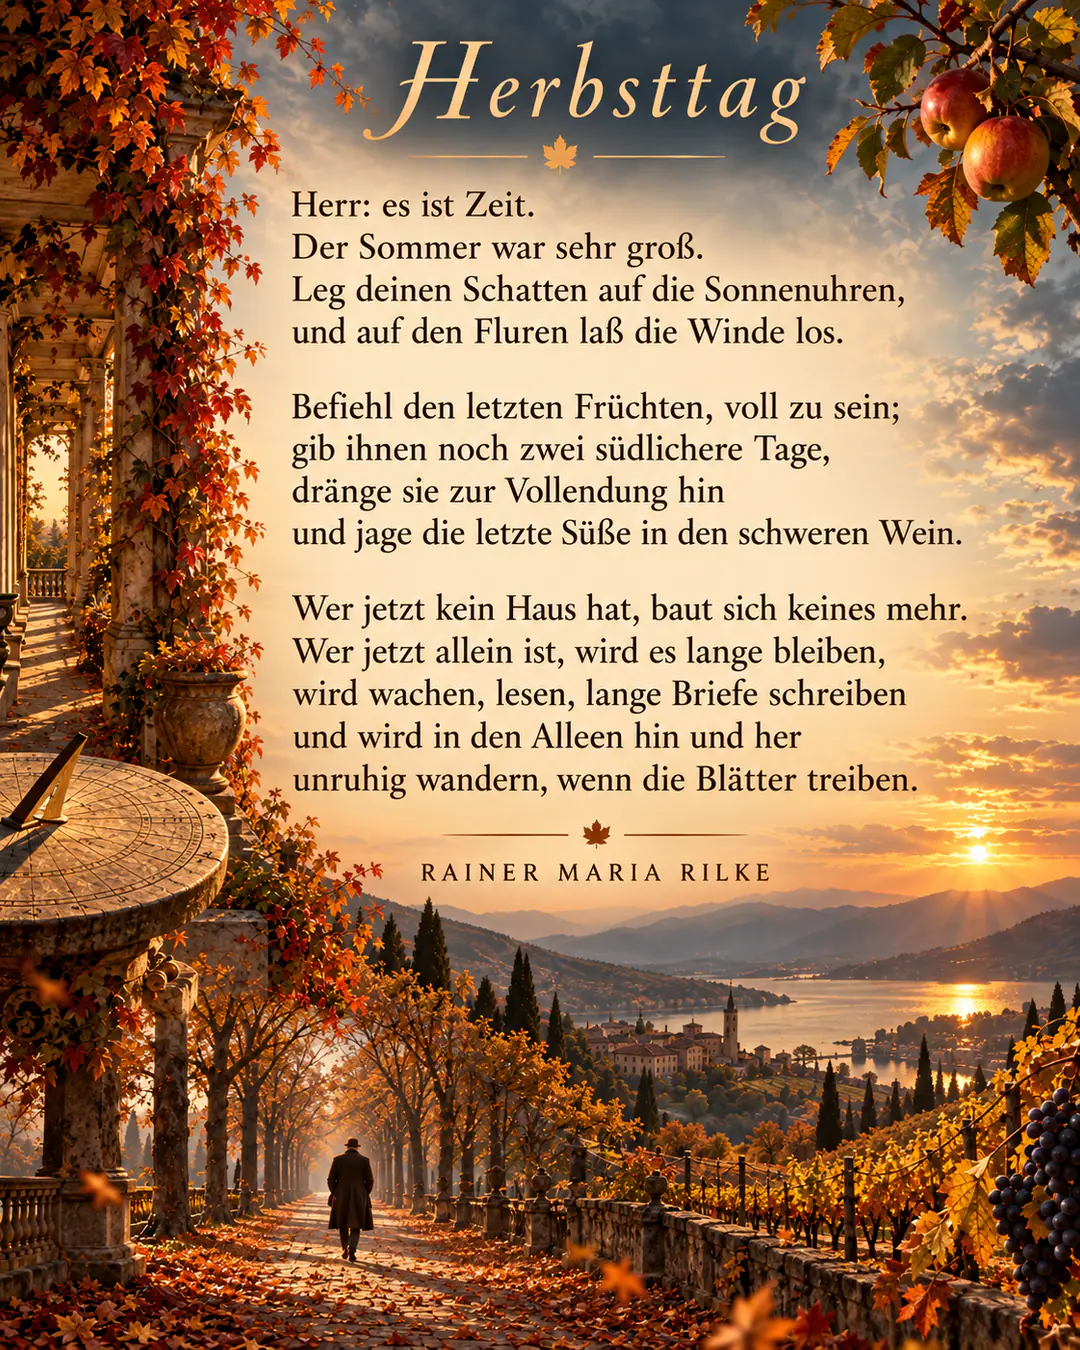 Herbsttag
Herr: es ist Zeit.
Der Sommer war sehr groß.
Leg deinen Schatten auf die Sonnenuhren,
und auf den Fluren laß die Winde los.
Befiehl den letzten Früchten, voll zu sein;
gib ihnen noch zwei südlichere Tage,
dränge sie zur Vollendung hin
und jage die letzte Süße in den schweren Wein.
Wer jetzt kein Haus hat, baut sich keines mehr.
Wer jetzt allein ist, wird es lange bleiben,
wird wachen, lesen, lange Briefe schreiben
und wird in den Alleen hin und her
unruhig wandern, wenn die Blätter treiben.
RAINER MARIA RILKE